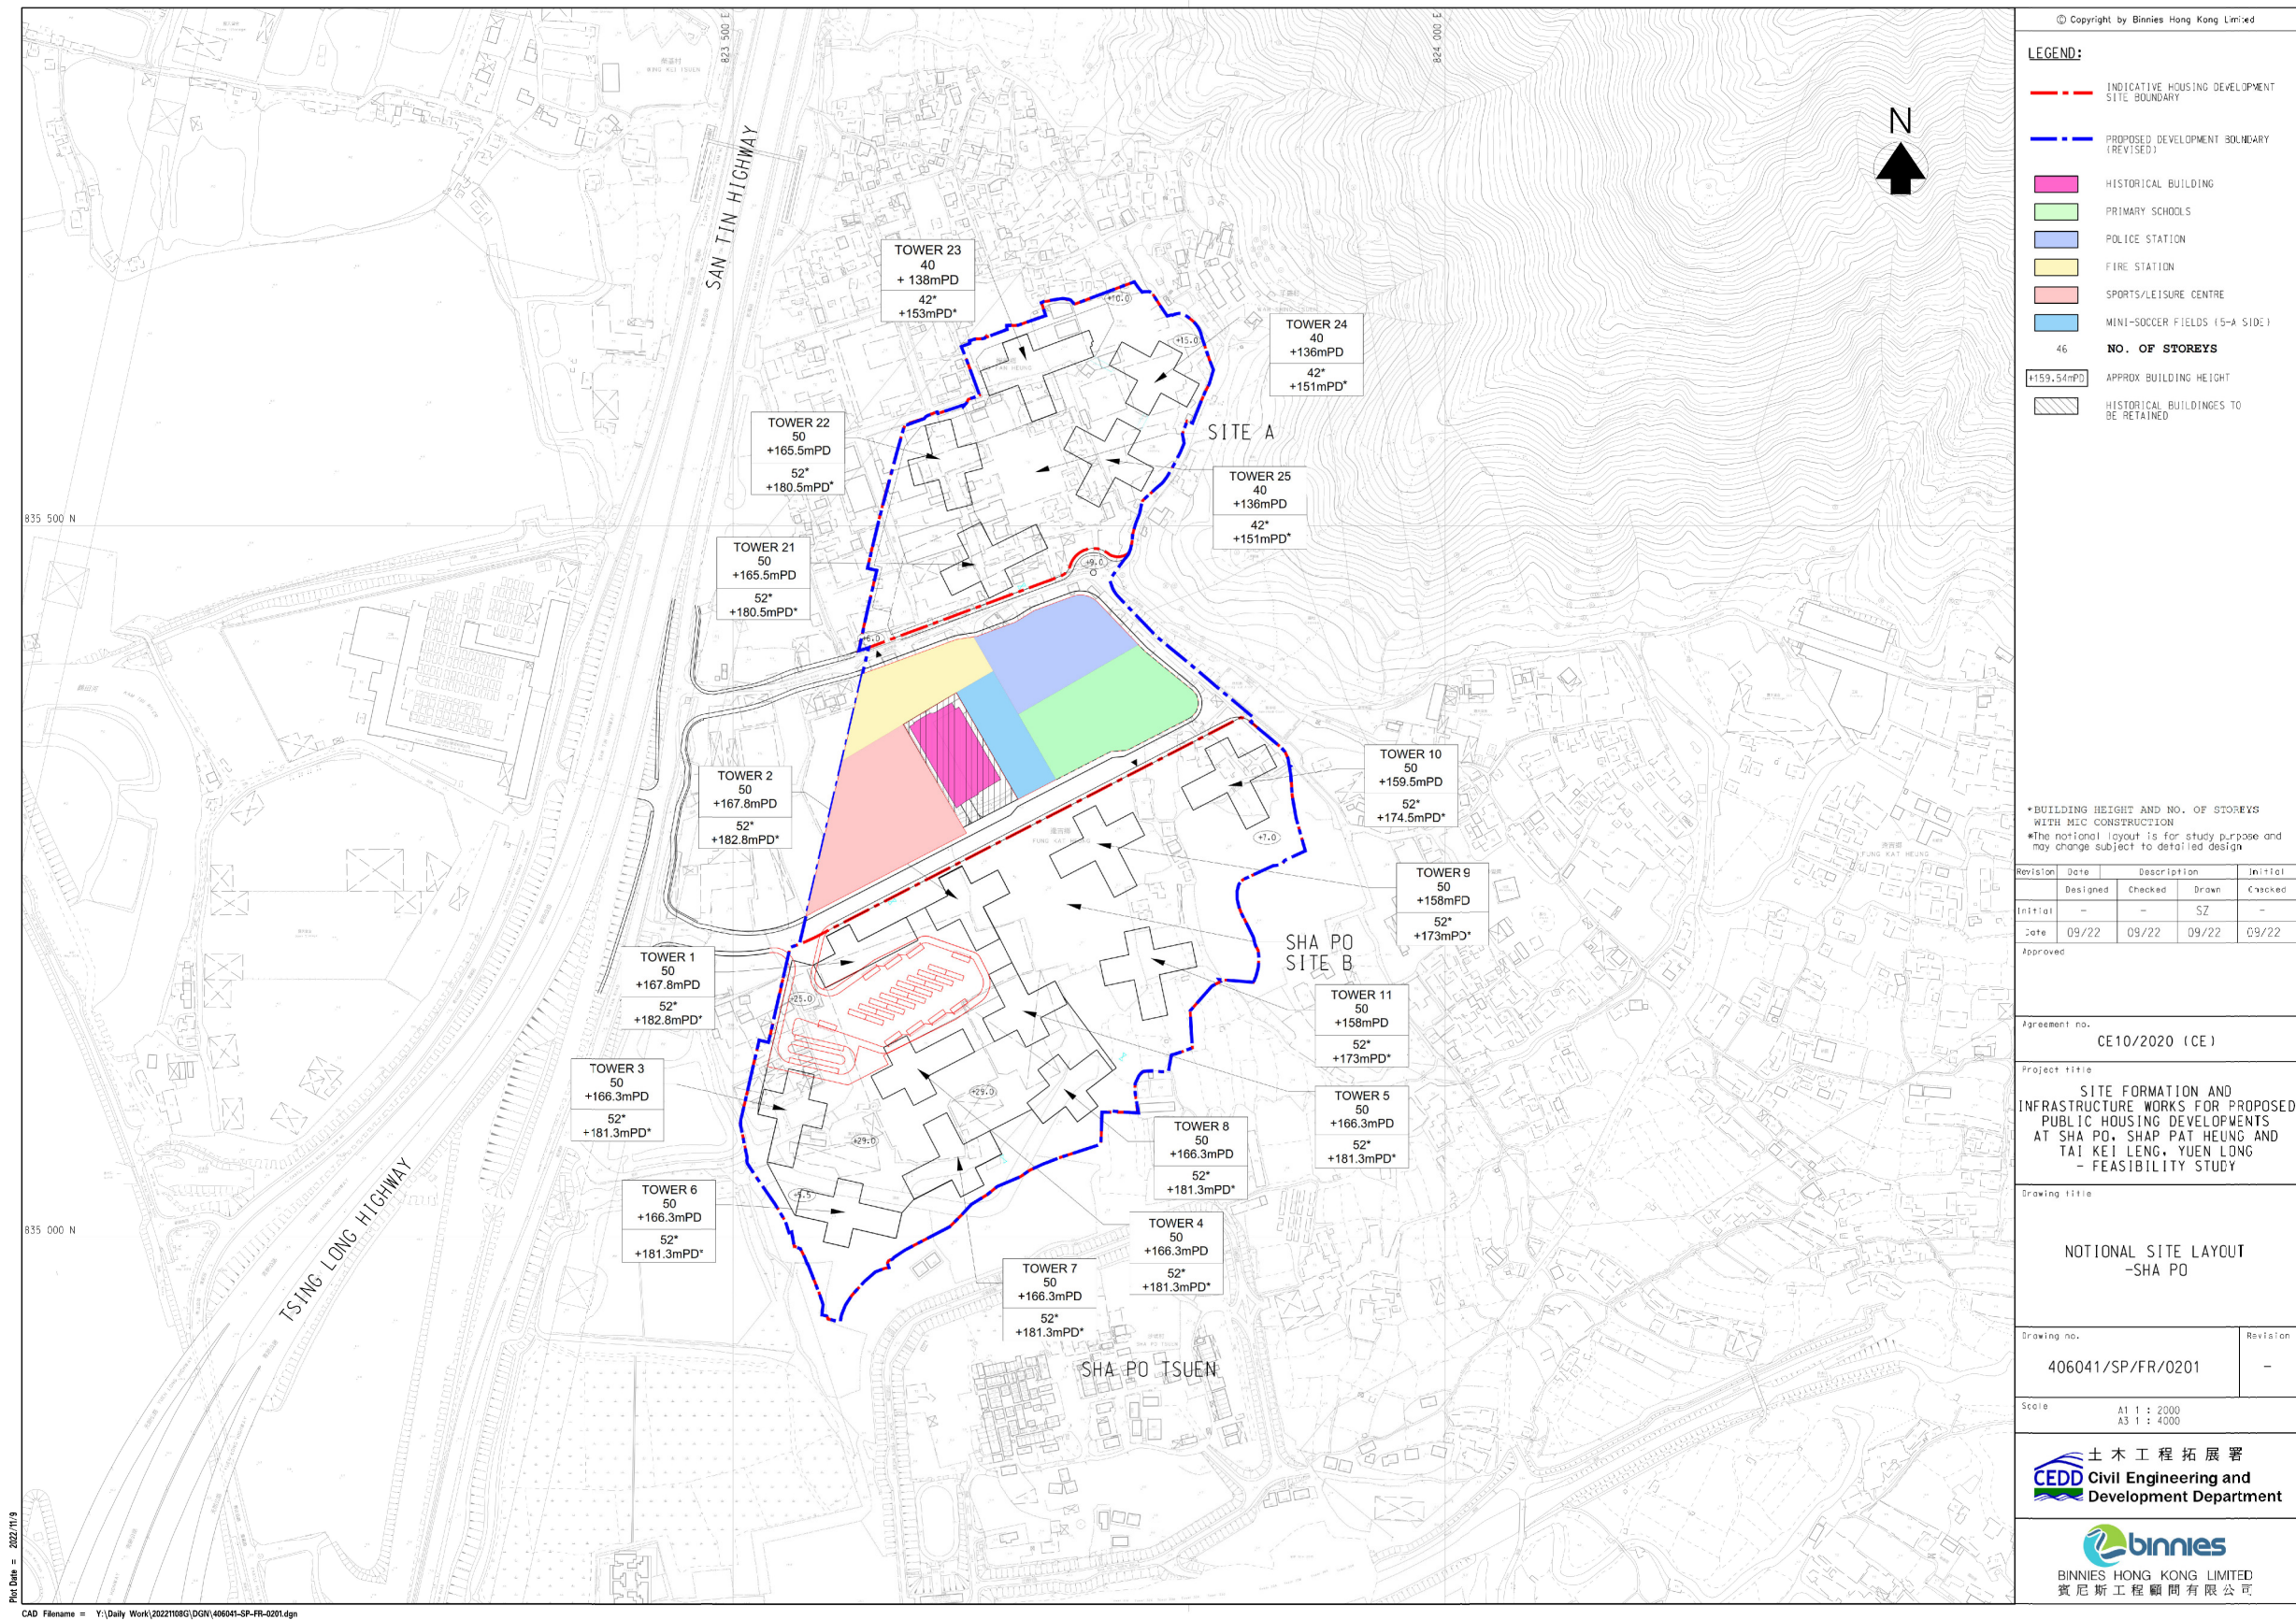 © Copyright by Binnies Hong Kong Limited
LEGEND:
INDICATIVE HOUSING DEVELOPMENT
SITE BOUNDARY
PROPOSED DEVELOPMENT BOUNDARY
(REVISED)
HISTORICAL BUILDING
PRIMARY SCHOOLS
POLICE STATION
FIRE STATION
SPORTS/LEISURE CENTRE
MINI-SOCCER FIELDS (5-A SIDE)
46 NO. OF STOREYS
+159.54mPD APPROX BUILDING HEIGHT
HISTORICAL BUILDINGES TO
BE RETAINED
N
823 500 E
824 000 E
835 500 N
835 000 N
SAN TIN HIGHWAY
TSING LONG HIGHWAY
TOWER 23
40
+ 138mPD
42*
+153mPD*
TOWER 24
40
+136mPD
42*
+151mPD*
TOWER 22
50
+165.5mPD
52*
+180.5mPD*
SITE A
TOWER 25
40
+136mPD
42*
+151mPD*
TOWER 21
50
+165.5mPD
52*
+180.5mPD*
+10.0
+15.0
+9.0
TOWER 2
50
+167.8mPD
52*
+182.8mPD*
TOWER 10
50
+159.5mPD
52*
+174.5mPD*
+7.0
FUNG KAT HEUNG
TOWER 9
50
+158mPD
52*
+173mPD*
SHA PO
SITE B
TOWER 1
50
+167.8mPD
52*
+182.8mPD*
+25.0
TOWER 11
50
+158mPD
52*
+173mPD*
TOWER 3
50
+166.3mPD
52*
+181.3mPD*
+29.0
+29.0
TOWER 5
50
+166.3mPD
52*
+181.3mPD*
TOWER 8
50
+166.3mPD
52*
+181.3mPD*
TOWER 6
50
+166.3mPD
52*
+181.3mPD*
TOWER 4
50
+166.3mPD
52*
+181.3mPD*
TOWER 7
50
+166.3mPD
52*
+181.3mPD*
SHA PO TSUEN
*BUILDING HEIGHT AND NO. OF STOREYS
WITH MIC CONSTRUCTION
#The notional layout is for study purpose and
may change subject to detailed design
Revision Date Description Initial
Designed Checked Drawn Checked
Initial - - SZ -
Date 09/22 09/22 09/22 09/22
Approved
Agreement no.
CE10/2020 (CE)
Project title
SITE FORMATION AND
INFRASTRUCTURE WORKS FOR PROPOSED
PUBLIC HOUSING DEVELOPMENTS
AT SHA PO, SHAP PAT HEUNG AND
TAI KEI LENG, YUEN LONG
- FEASIBILITY STUDY
Drawing title
NOTIONAL SITE LAYOUT
-SHA PO
Drawing no. Revision
406041/SP/FR/0201 -
Scale
A1 1 : 2000
A3 1 : 4000
土木工程拓展署
CEDD Civil Engineering and
Development Department
binnies
BINNIES HONG KONG LIMITED
賓尼斯工程顧問有限公司
Plot Date = 2022/11/9
CAD Filename = Y:\Daily Work\20221108G\DGN\406041-SP-FR-0201.dgn